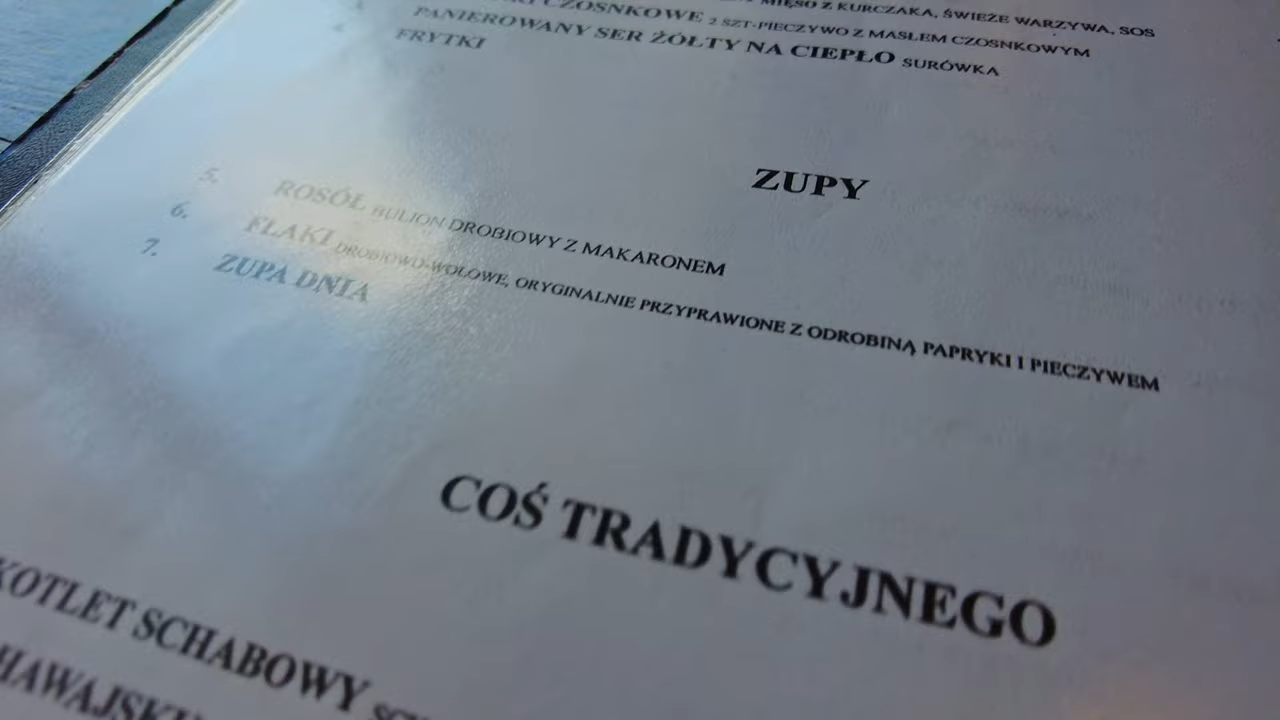 MIĘSO Z KURCZAKA, ŚWIEŻE WARZYWA, SOS
CZOSNKOWE 2 SZT-PIECZYWO Z MASŁEM CZOSNKOWYM
PANIEROWANY SER ŻÓŁTY NA CIEPŁO SURÓWKA
FRYTKI
ZUPY
5. ROSÓŁ BULION DROBIOWY Z MAKARONEM
6. FLAKI DROBIOWO-WOŁOWE, ORYGINALNIE PRZYPRAWIONE Z ODROBINĄ PAPRYKI I PIECZYWEM
7. ZUPA DNIA
COŚ TRADYCYJNEGO
KOTLET SCHABOWY